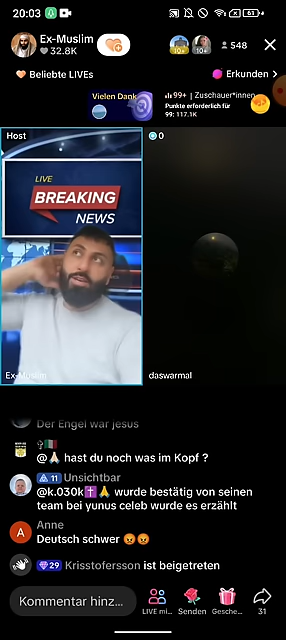 20:03
61
Ex-Muslim
32.8K
10+
10+
548
Beliebte LIVEs
Erkunden
Vielen Dank
99+ | Zuschauer*innen
Punkte erforderlich für
99: 117.1K
Host
0
LIVE
BREAKING
NEWS
Ex-Muslim
daswarmal
Der Engel war jesus
@🙏 hast du noch was im Kopf ?
11 Unsichtbar
@k.030k✝️🙏 wurde bestätig von seinen
team bei yunus celeb wurde es erzählt
A
Anne
Deutsch schwer 😡😡
29 Krisstofersson ist beigetreten
Kommentar hinz...
LIVE mi...
Senden
Gesche...
31